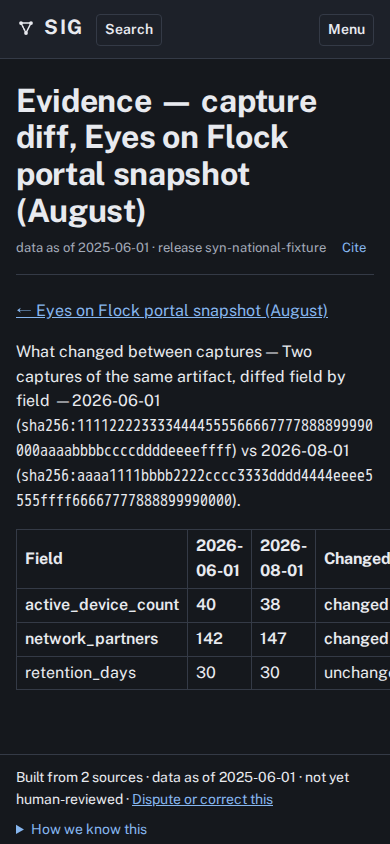 SIG
Search
Menu
Evidence — capture
diff, Eyes on Flock
portal snapshot
(August)
data as of 2025-06-01 · release syn-national-fixture Cite
← Eyes on Flock portal snapshot (August)
What changed between captures — Two
captures of the same artifact, diffed field by
field — 2026-06-01
(sha256:1111222233334444555566667777888899990
000aaaabbbbccccddddeeeeffff) vs 2026-08-01
(sha256:aaaa1111bbbb2222cccc3333dddd4444eeee5
555ffff66667777888899990000).
Field 2026-06-01 2026-08-01 Changed
active_device_count 40 38 changed
network_partners 142 147 changed
retention_days 30 30 unchange
Built from 2 sources · data as of 2025-06-01 · not yet
human-reviewed · Dispute or correct this
▶ How we know this